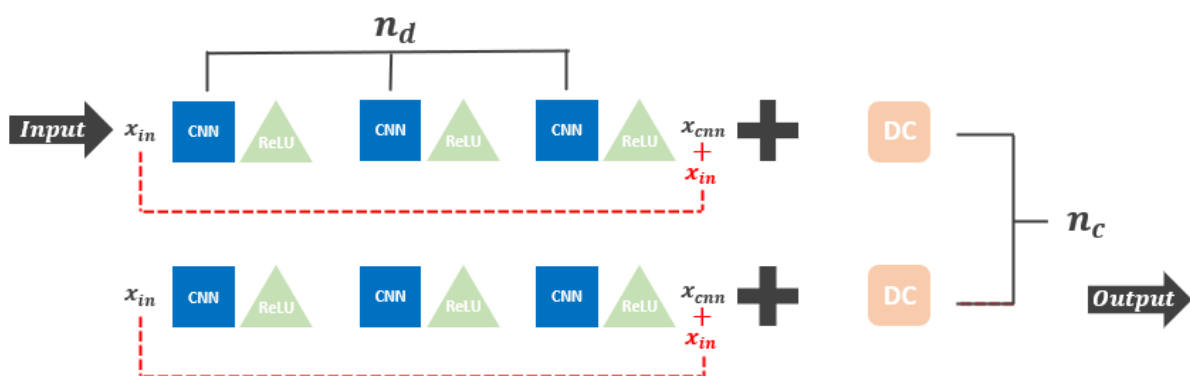 n_d
Input x_in CNN ReLU CNN ReLU CNN ReLU x_cnn + x_in DC
n_c
x_in CNN ReLU CNN ReLU CNN ReLU x_cnn + x_in DC
Output